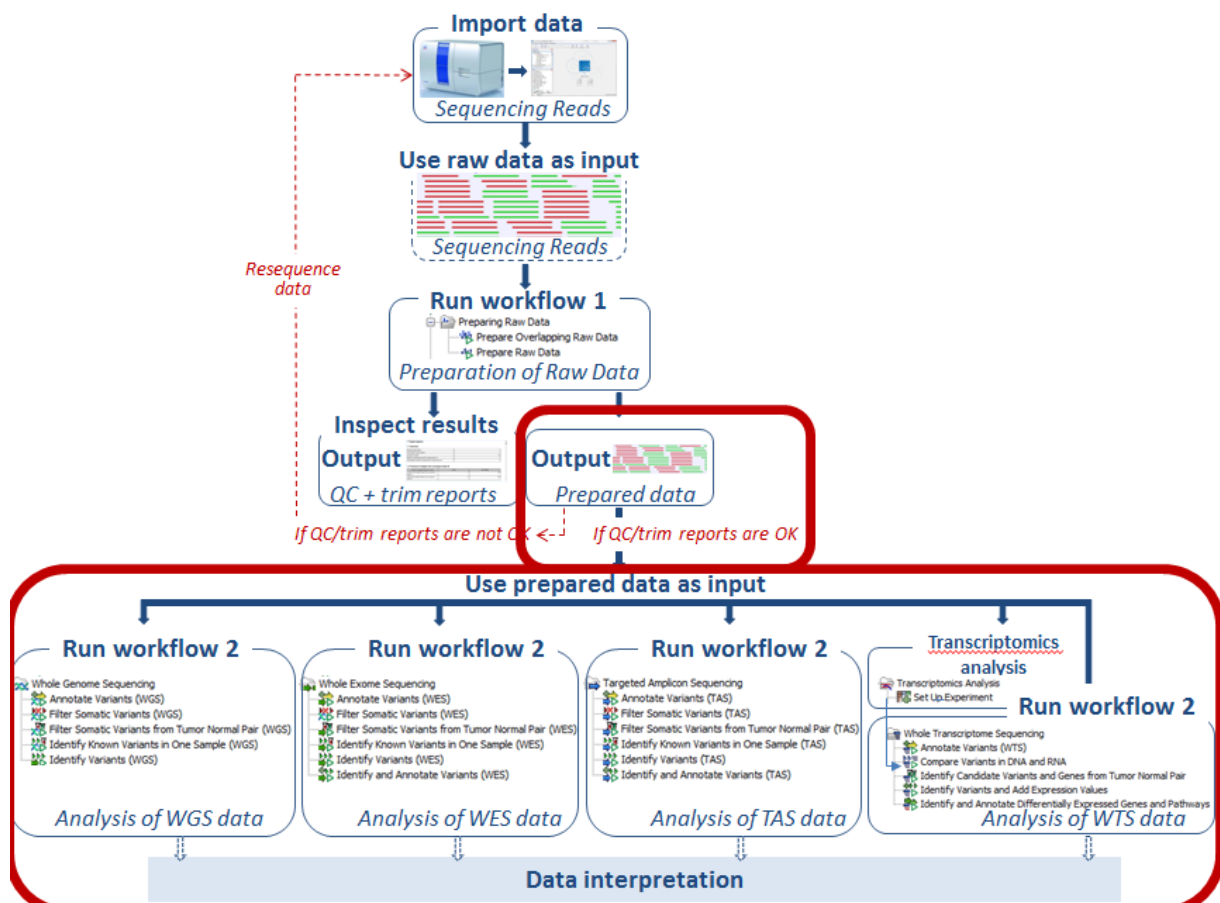 Import data
Sequencing Reads
Use raw data as input
Sequencing Reads
Resequence
data
Run workflow 1
Preparing Raw Data
Prepare Overlapping Raw Data
Prepare Raw Data
Preparation of Raw Data
Inspect results
Output
QC + trim reports
Output
Prepared data
If QC/trim reports are not OK
If QC/trim reports are OK
Use prepared data as input
Run workflow 2
Whole Genome Sequencing
Annotate Variants (WGS)
Filter Somatic Variants (WGS)
Filter Somatic Variants from Tumor Normal Pair (WGS)
Identify Known Variants in One Sample (WGS)
Identify Variants (WGS)
Analysis of WGS data
Run workflow 2
Whole Exome Sequencing
Annotate Variants (WES)
Filter Somatic Variants (WES)
Filter Somatic Variants from Tumor Normal Pair (WES)
Identify Known Variants in One Sample (WES)
Identify Variants (WES)
Identify and Annotate Variants (WES)
Analysis of WES data
Run workflow 2
Targeted Amplicon Sequencing
Annotate Variants (TAS)
Filter Somatic Variants (TAS)
Filter Somatic Variants from Tumor Normal Pair (TAS)
Identify Known Variants in One Sample (TAS)
Identify Variants (TAS)
Identify and Annotate Variants (TAS)
Analysis of TAS data
Transcriptomics
analysis
Transcriptomics Analysis
Set Up Experiment
Run workflow 2
Whole Transcriptome Sequencing
Annotate Variants (WTS)
Compare Variants in DNA and RNA
Identify Candidate Variants and Genes from Tumor Normal Pair
Identify Variants and Add Expression Values
Identify and Annotate Differentially Expressed Genes and Pathways
Analysis of WTS data
Data interpretation